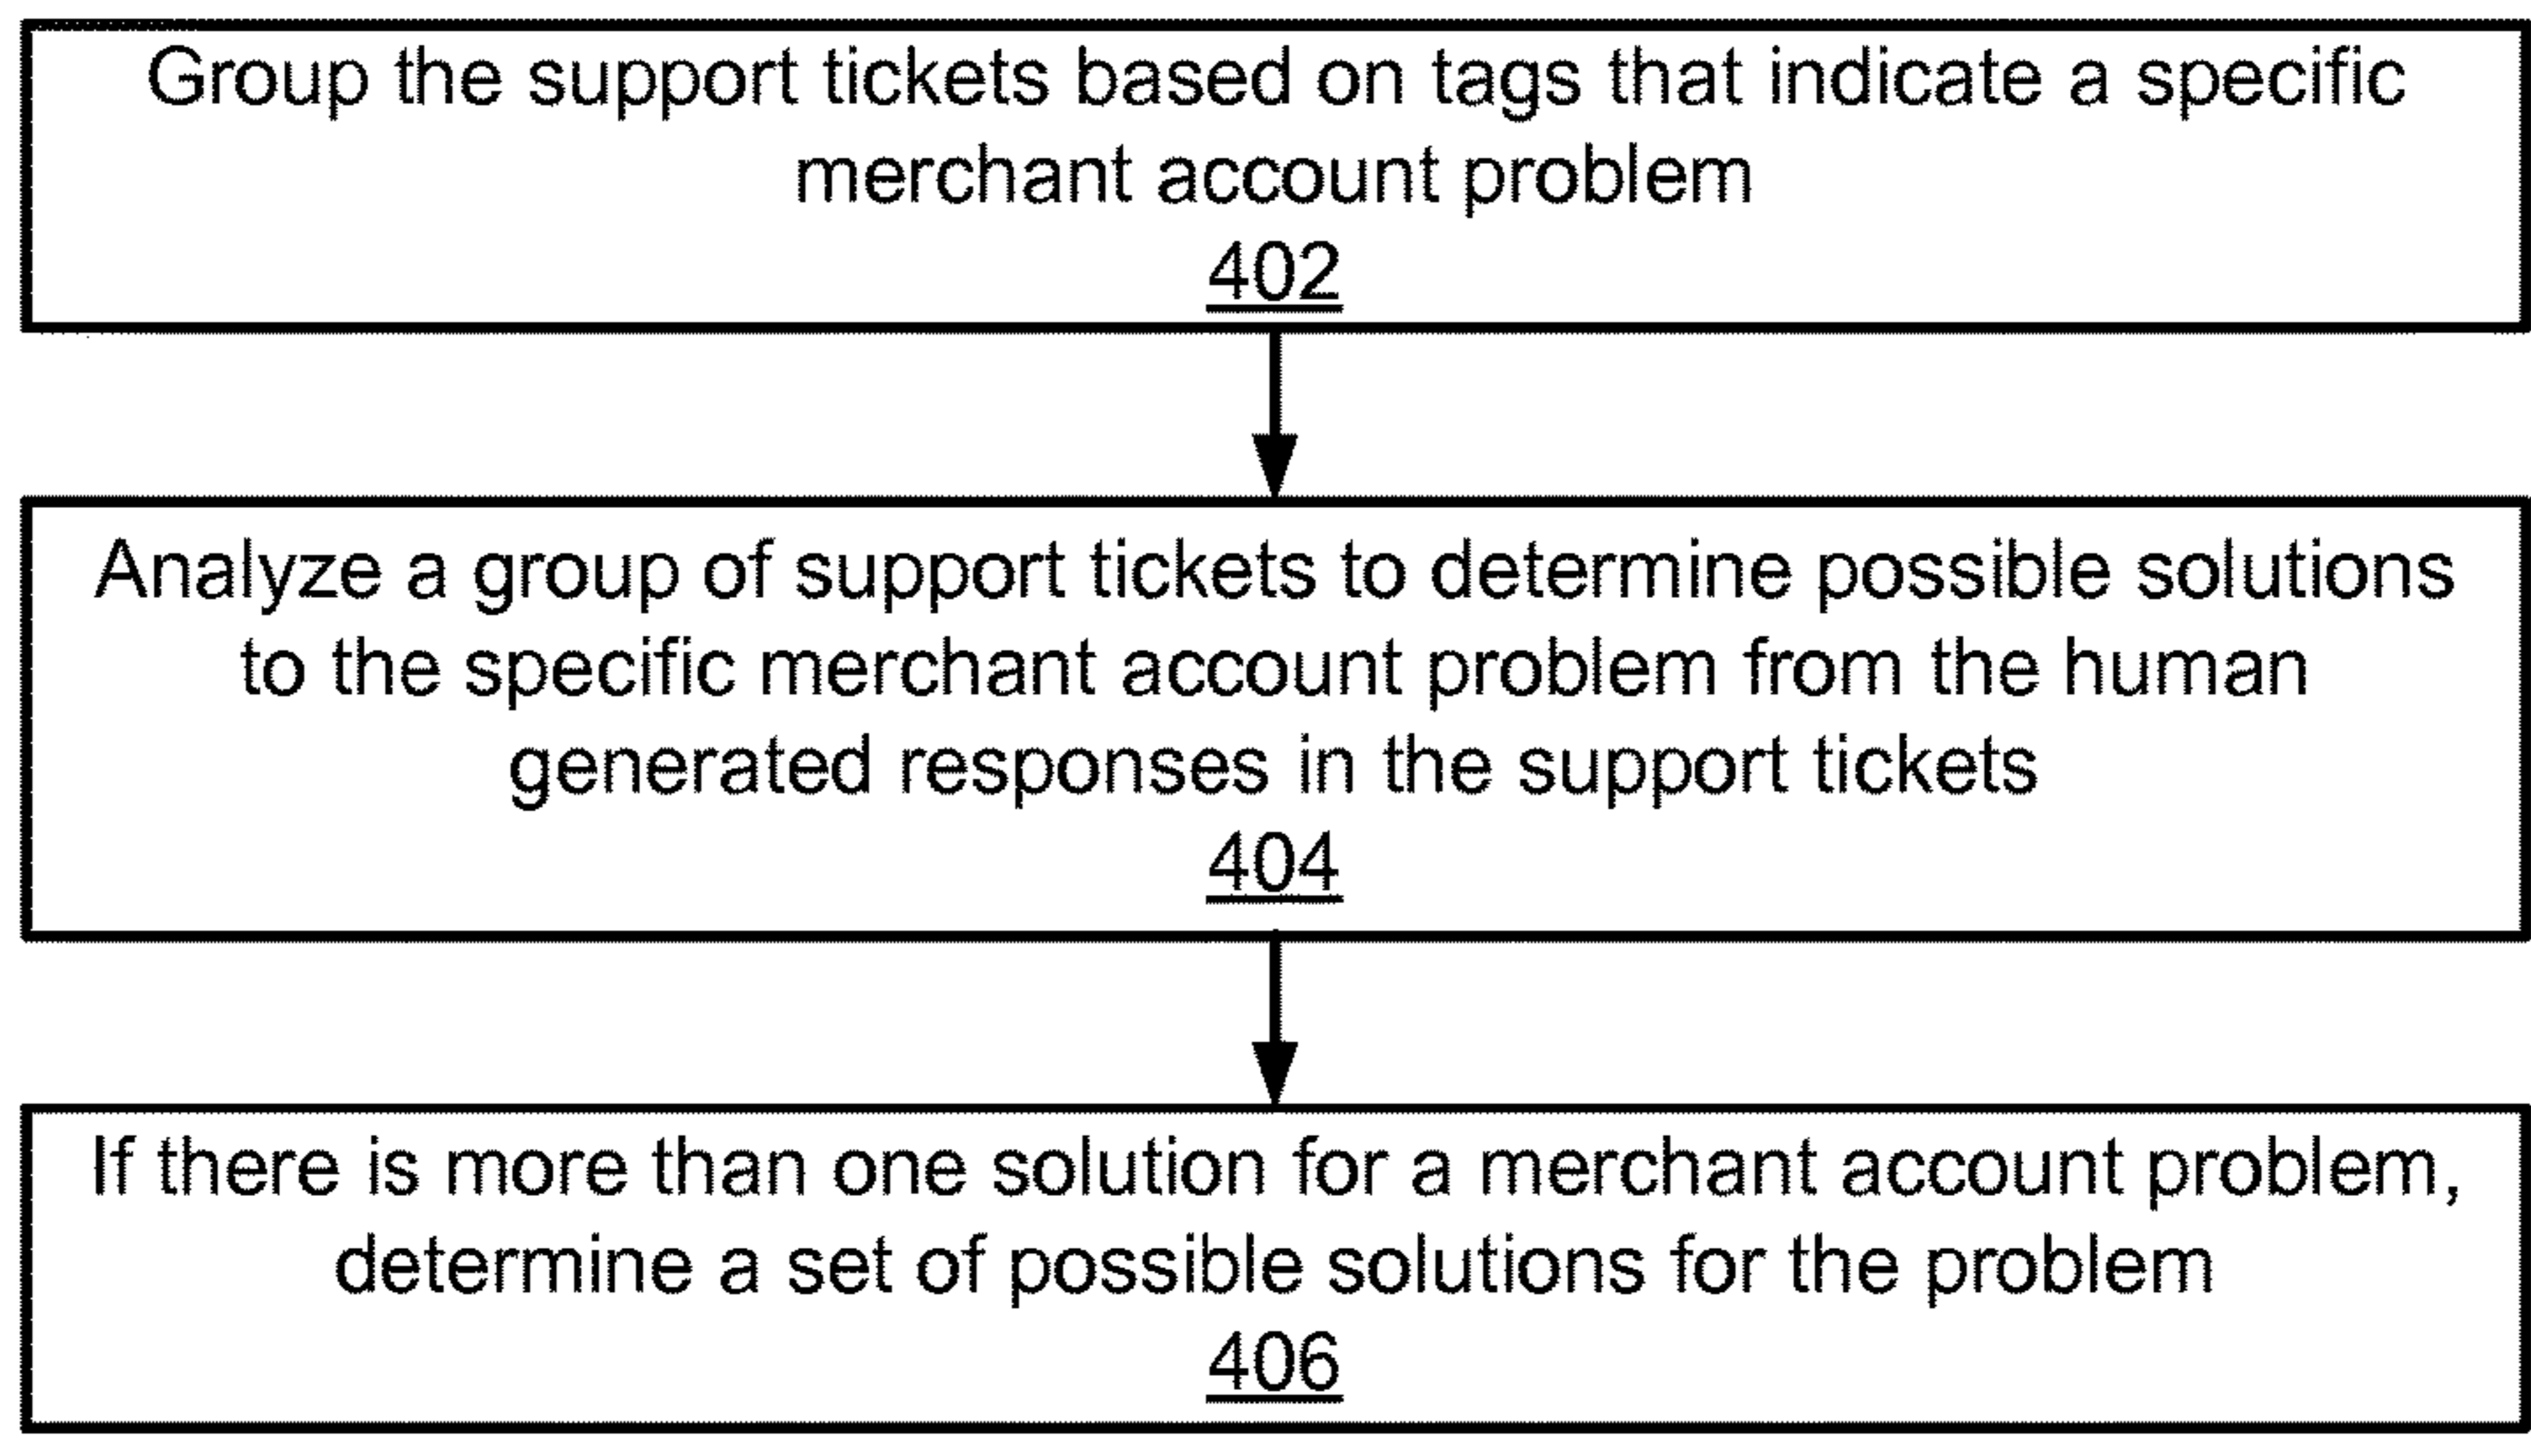 Group the support tickets based on tags that indicate a specific
merchant account problem
402
Analyze a group of support tickets to determine possible solutions
to the specific merchant account problem from the human
generated responses in the support tickets
404
If there is more than one solution for a merchant account problem,
determine a set of possible solutions for the problem
406